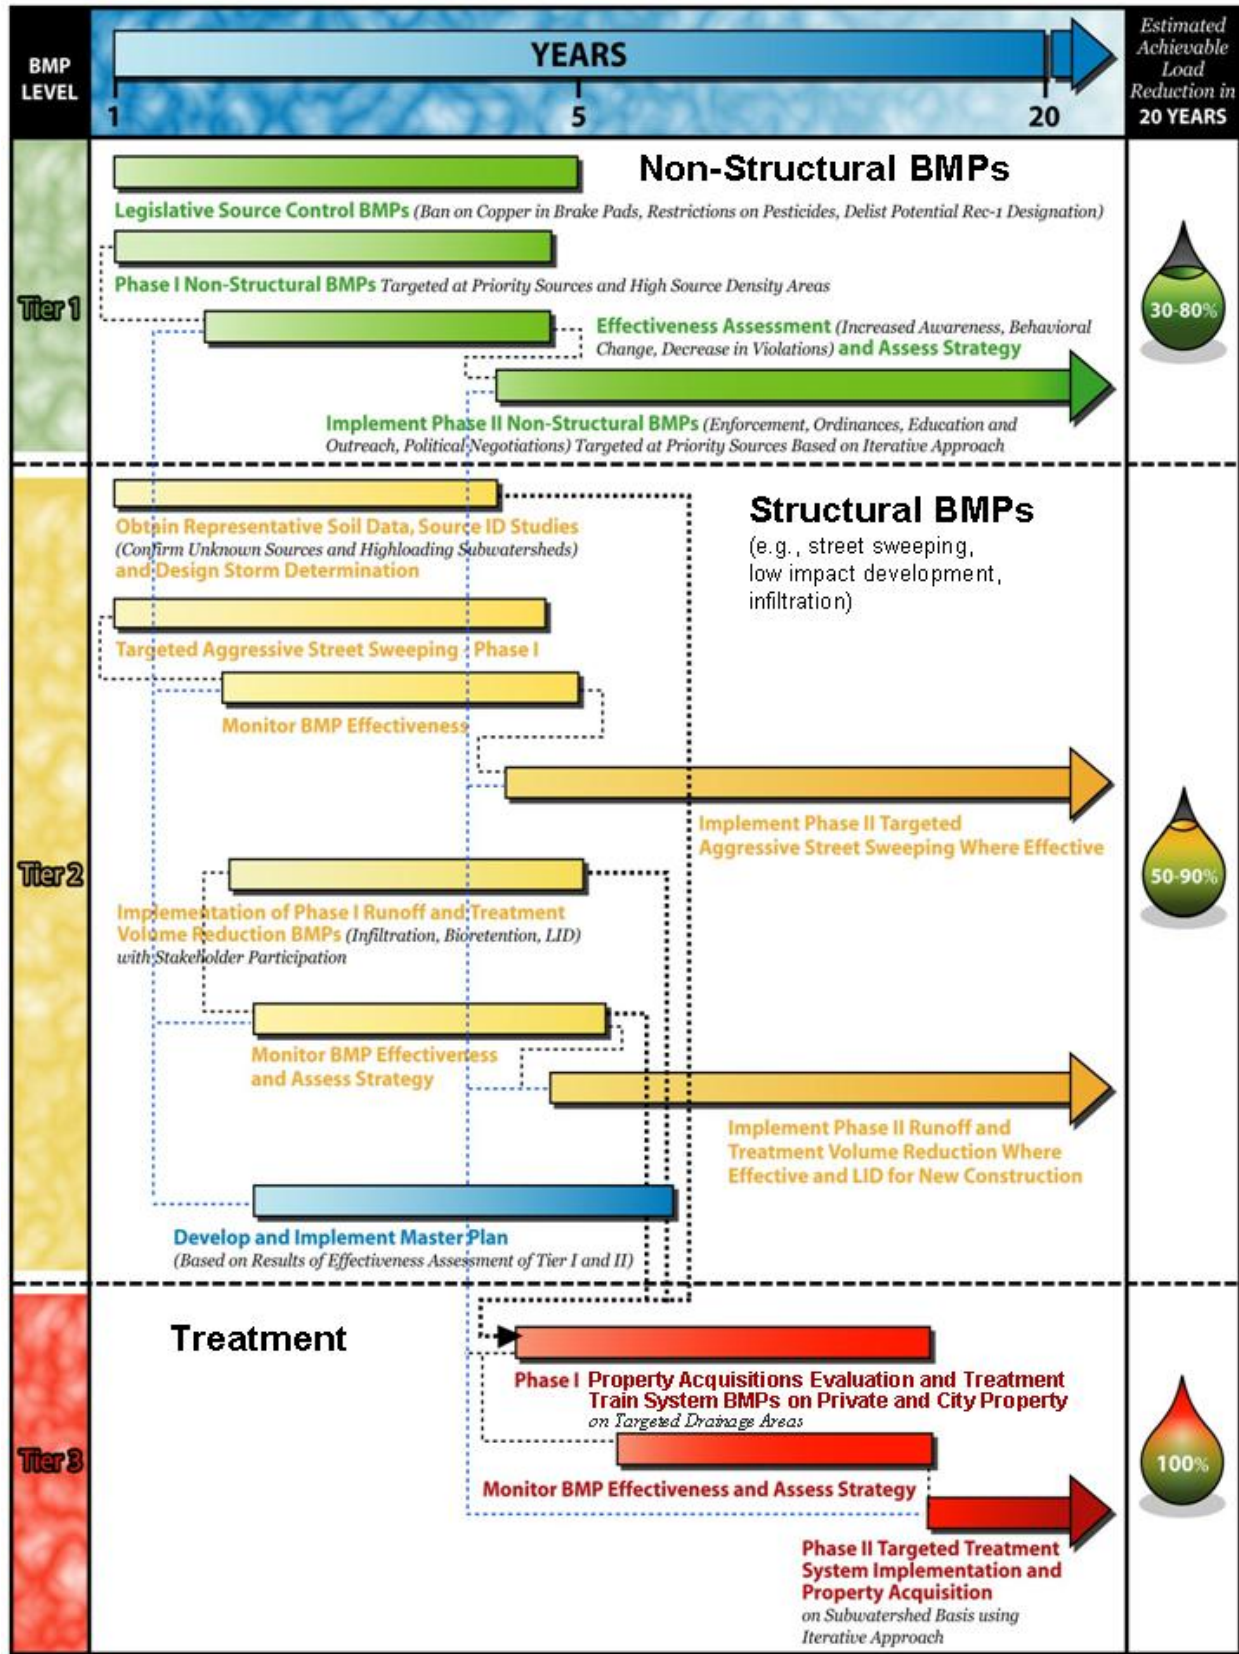 BMP
LEVEL
YEARS
1
5
20
Estimated
Achievable
Load
Reduction in
20 YEARS
Tier 1
Non-Structural BMPs
Legislative Source Control BMPs (Ban on Copper in Brake Pads, Restrictions on Pesticides, Delist Potential Rec-1 Designation)
Phase I Non-Structural BMPs Targeted at Priority Sources and High Source Density Areas
Effectiveness Assessment (Increased Awareness, Behavioral
Change, Decrease in Violations) and Assess Strategy
Implement Phase II Non-Structural BMPs (Enforcement, Ordinances, Education and
Outreach, Political Negotiations) Targeted at Priority Sources Based on Iterative Approach
30-80%
Tier 2
Structural BMPs
(e.g., street sweeping,
low impact development,
infiltration)
Obtain Representative Soil Data, Source ID Studies
(Confirm Unknown Sources and Highloading Subwatersheds)
and Design Storm Determination
Targeted Aggressive Street Sweeping - Phase I
Monitor BMP Effectiveness
Implement Phase II Targeted
Aggressive Street Sweeping Where Effective
Implementation of Phase I Runoff and Treatment
Volume Reduction BMPs (Infiltration, Bioretention, LID)
with Stakeholder Participation
Monitor BMP Effectiveness
and Assess Strategy
Implement Phase II Runoff and
Treatment Volume Reduction Where
Effective and LID for New Construction
Develop and Implement Master Plan
(Based on Results of Effectiveness Assessment of Tier I and II)
50-90%
Tier 3
Treatment
Phase I Property Acquisitions Evaluation and Treatment
Train System BMPs on Private and City Property
on Targeted Drainage Areas
Monitor BMP Effectiveness and Assess Strategy
Phase II Targeted Treatment
System Implementation and
Property Acquisition
on Subwatershed Basis using
Iterative Approach
100%